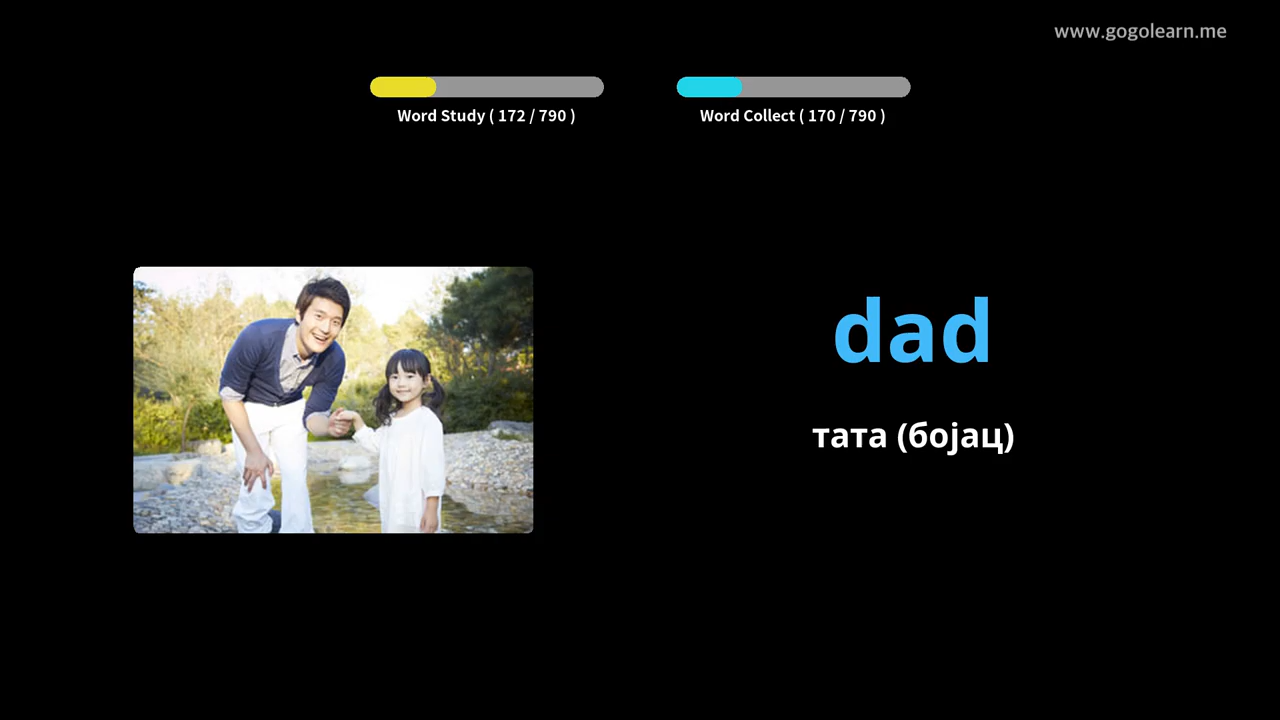 www.gogolearn.me
Word Study ( 172 / 790 )
Word Collect ( 170 / 790 )
dad
тата (бојац)